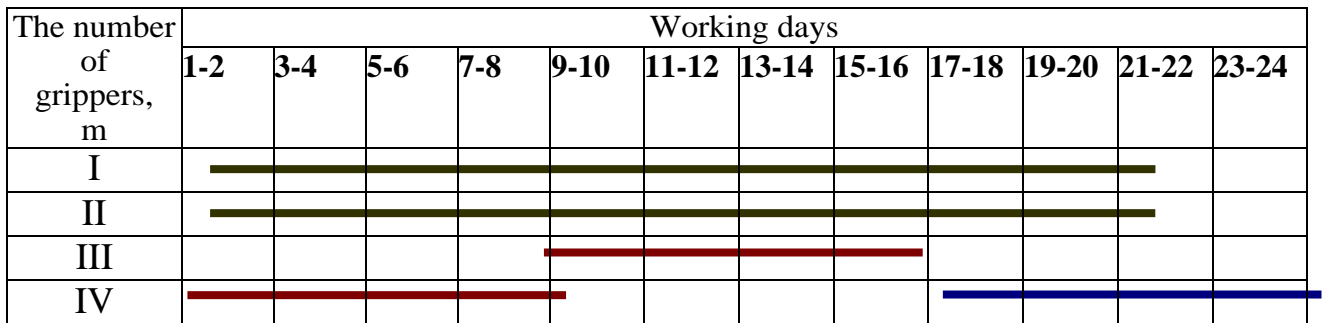 The number of grippers, m
Working days
1-2 3-4 5-6 7-8 9-10 11-12 13-14 15-16 17-18 19-20 21-22 23-24
I
II
III
IV